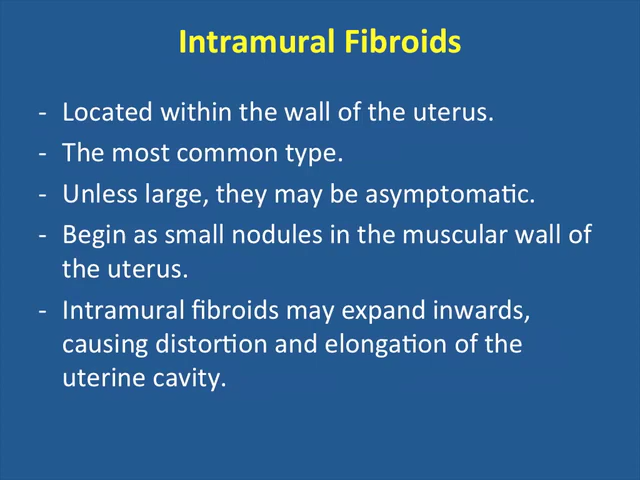 Intramural Fibroids
- Located within the wall of the uterus.
- The most common type.
- Unless large, they may be asymptomatic.
- Begin as small nodules in the muscular wall of
the uterus.
- Intramural fibroids may expand inwards,
causing distortion and elongation of the
uterine cavity.